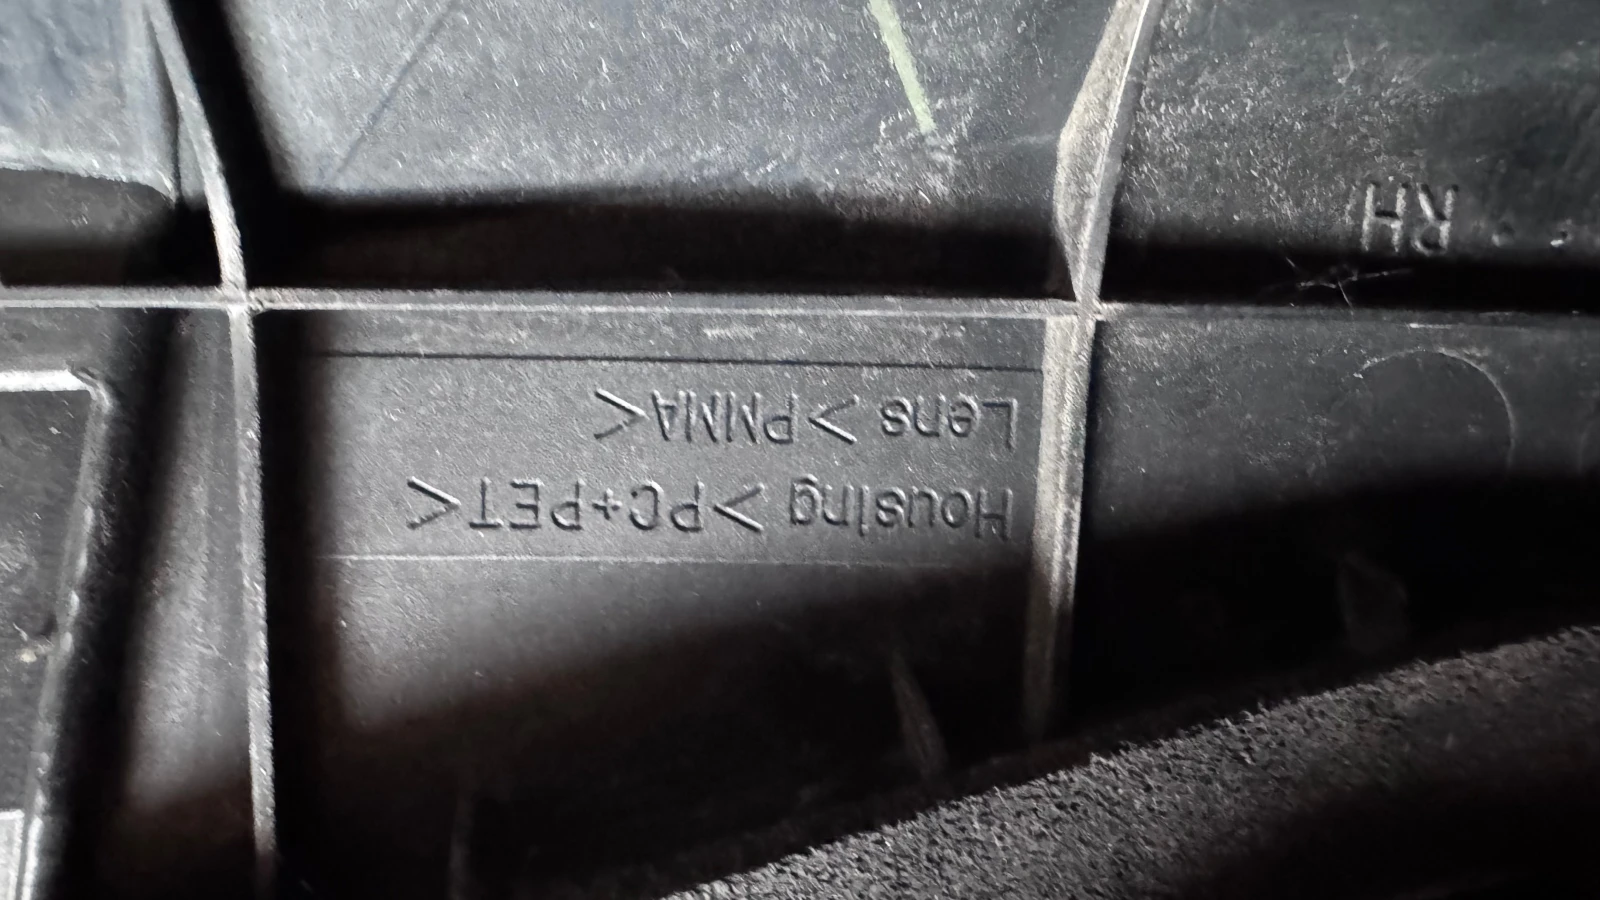 Housing >PC+PET<
Lens >PMMA<
RH